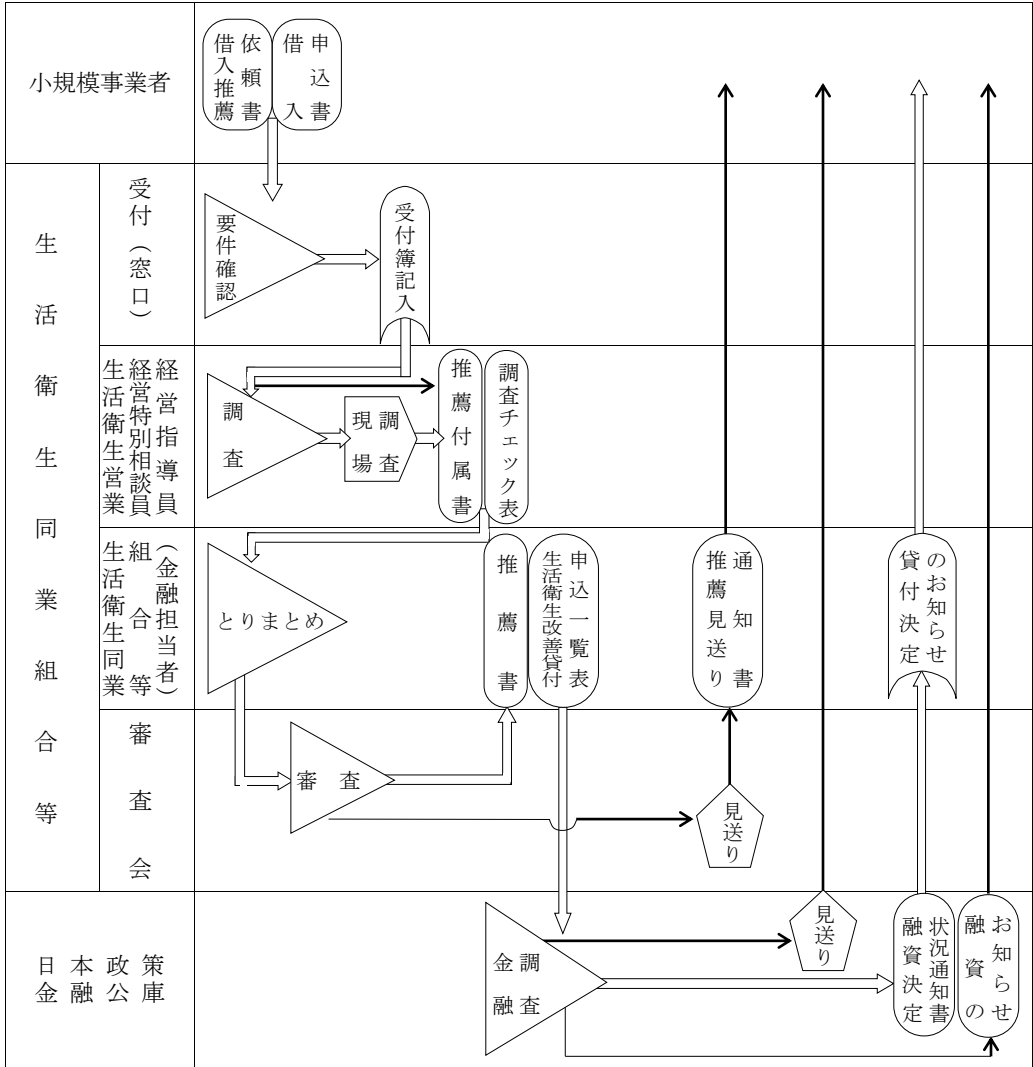 小規模事業者
借入推薦
依頼書
借入
申込書
生活衛生同業組合等
受付（窓口）
要件確認
受付簿記入
経営指導員
経営特別相談員
生活衛生営業
調査
現場
調査
推薦付属書
調査チェック表
（金融担当者）
組合等
生活衛生同業
とりまとめ
推薦書
申込一覧表
生活衛生改善貸付
通知書
推薦見送り
のお知らせ
貸付決定
審査会
審査
見送り
日本政策
金融公庫
調査
金融
見送り
状況通知書
融資決定
お知らせ
融資の